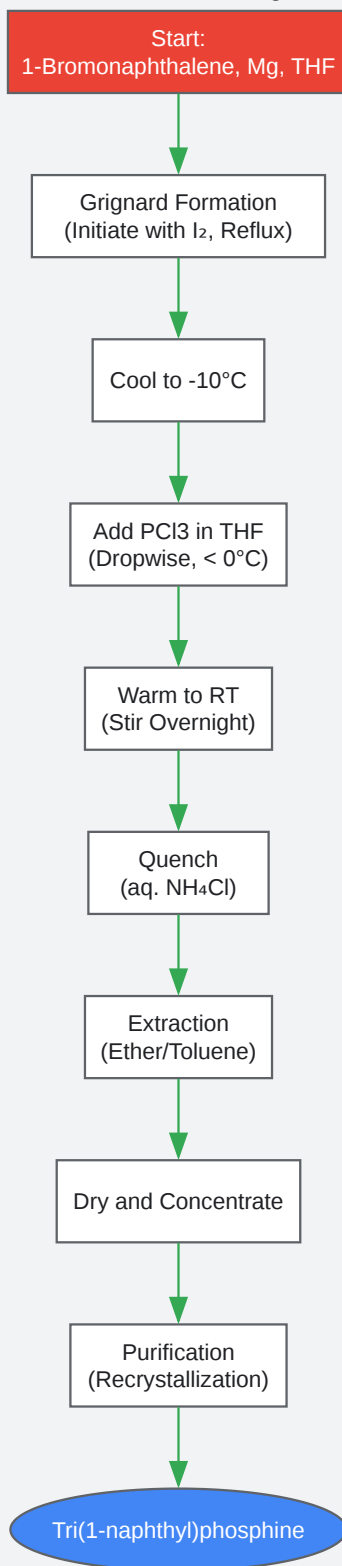 Start:
1-Bromonaphthalene, Mg, THF
Grignard Formation
(Initiate with I₂, Reflux)
Cool to -10°C
Add PCl3 in THF
(Dropwise, < 0°C)
Warm to RT
(Stir Overnight)
Quench
(aq. NH₄Cl)
Extraction
(Ether/Toluene)
Dry and Concentrate
Purification
(Recrystallization)
Tri(1-naphthyl)phosphine